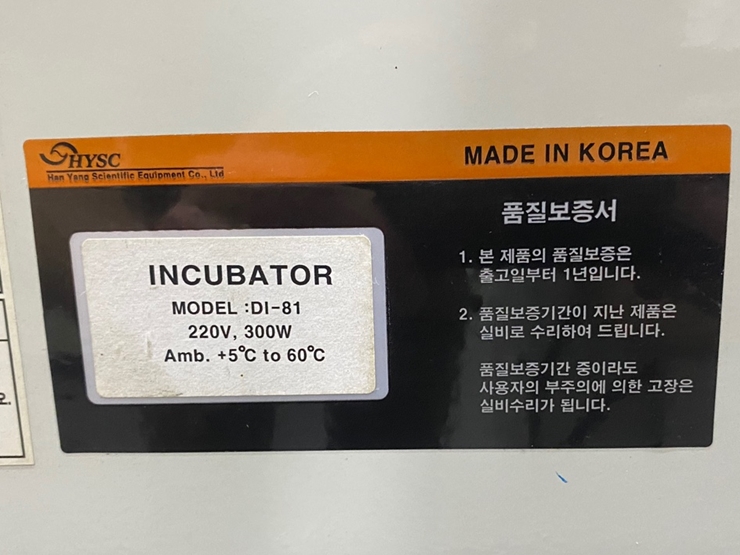 HYSC
Han Yang Scientific Equipment Co., Ltd
MADE IN KOREA
INCUBATOR
MODEL :DI-81
220V, 300W
Amb. +5℃ to 60℃
품질보증서
1. 본 제품의 품질보증은
출고일부터 1년입니다.
2. 품질보증기간이 지난 제품은
실비로 수리하여 드립니다.
품질보증기간 중이라도
사용자의 부주의에 의한 고장은
실비수리가 됩니다.
오.